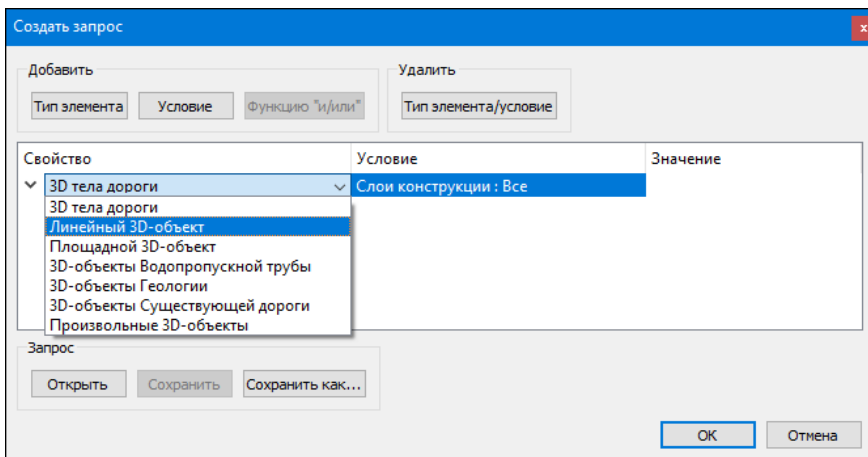 Создать запрос
x
Добавить Удалить
Тип элемента Условие Функцию "и/или" Тип элемента/условие
Свойство Условие Значение
3D тела дороги Слои конструкции : Все
3D тела дороги
Линейный 3D-объект
Площадной 3D-объект
3D-объекты Водопропускной трубы
3D-объекты Геологии
3D-объекты Существующей дороги
Произвольные 3D-объекты
Запрос
Открыть Сохранить Сохранить как...
OK Отмена